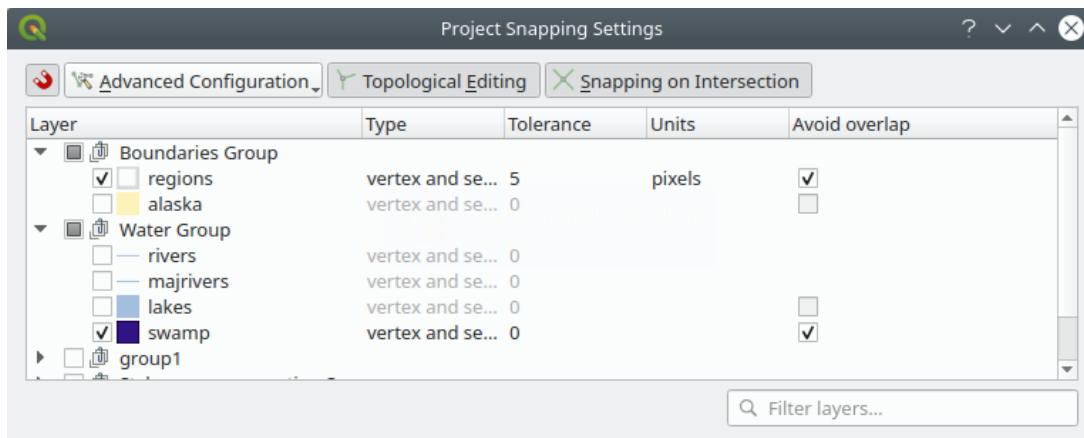 Project Snapping Settings
Advanced Configuration Topological Editing Snapping on Intersection
Layer Type Tolerance Units Avoid overlap
Boundaries Group
regions vertex and se... 5 pixels
alaska vertex and se... 0
Water Group
rivers vertex and se... 0
majrivers vertex and se... 0
lakes vertex and se... 0
swamp vertex and se... 0
group1
Filter layers...